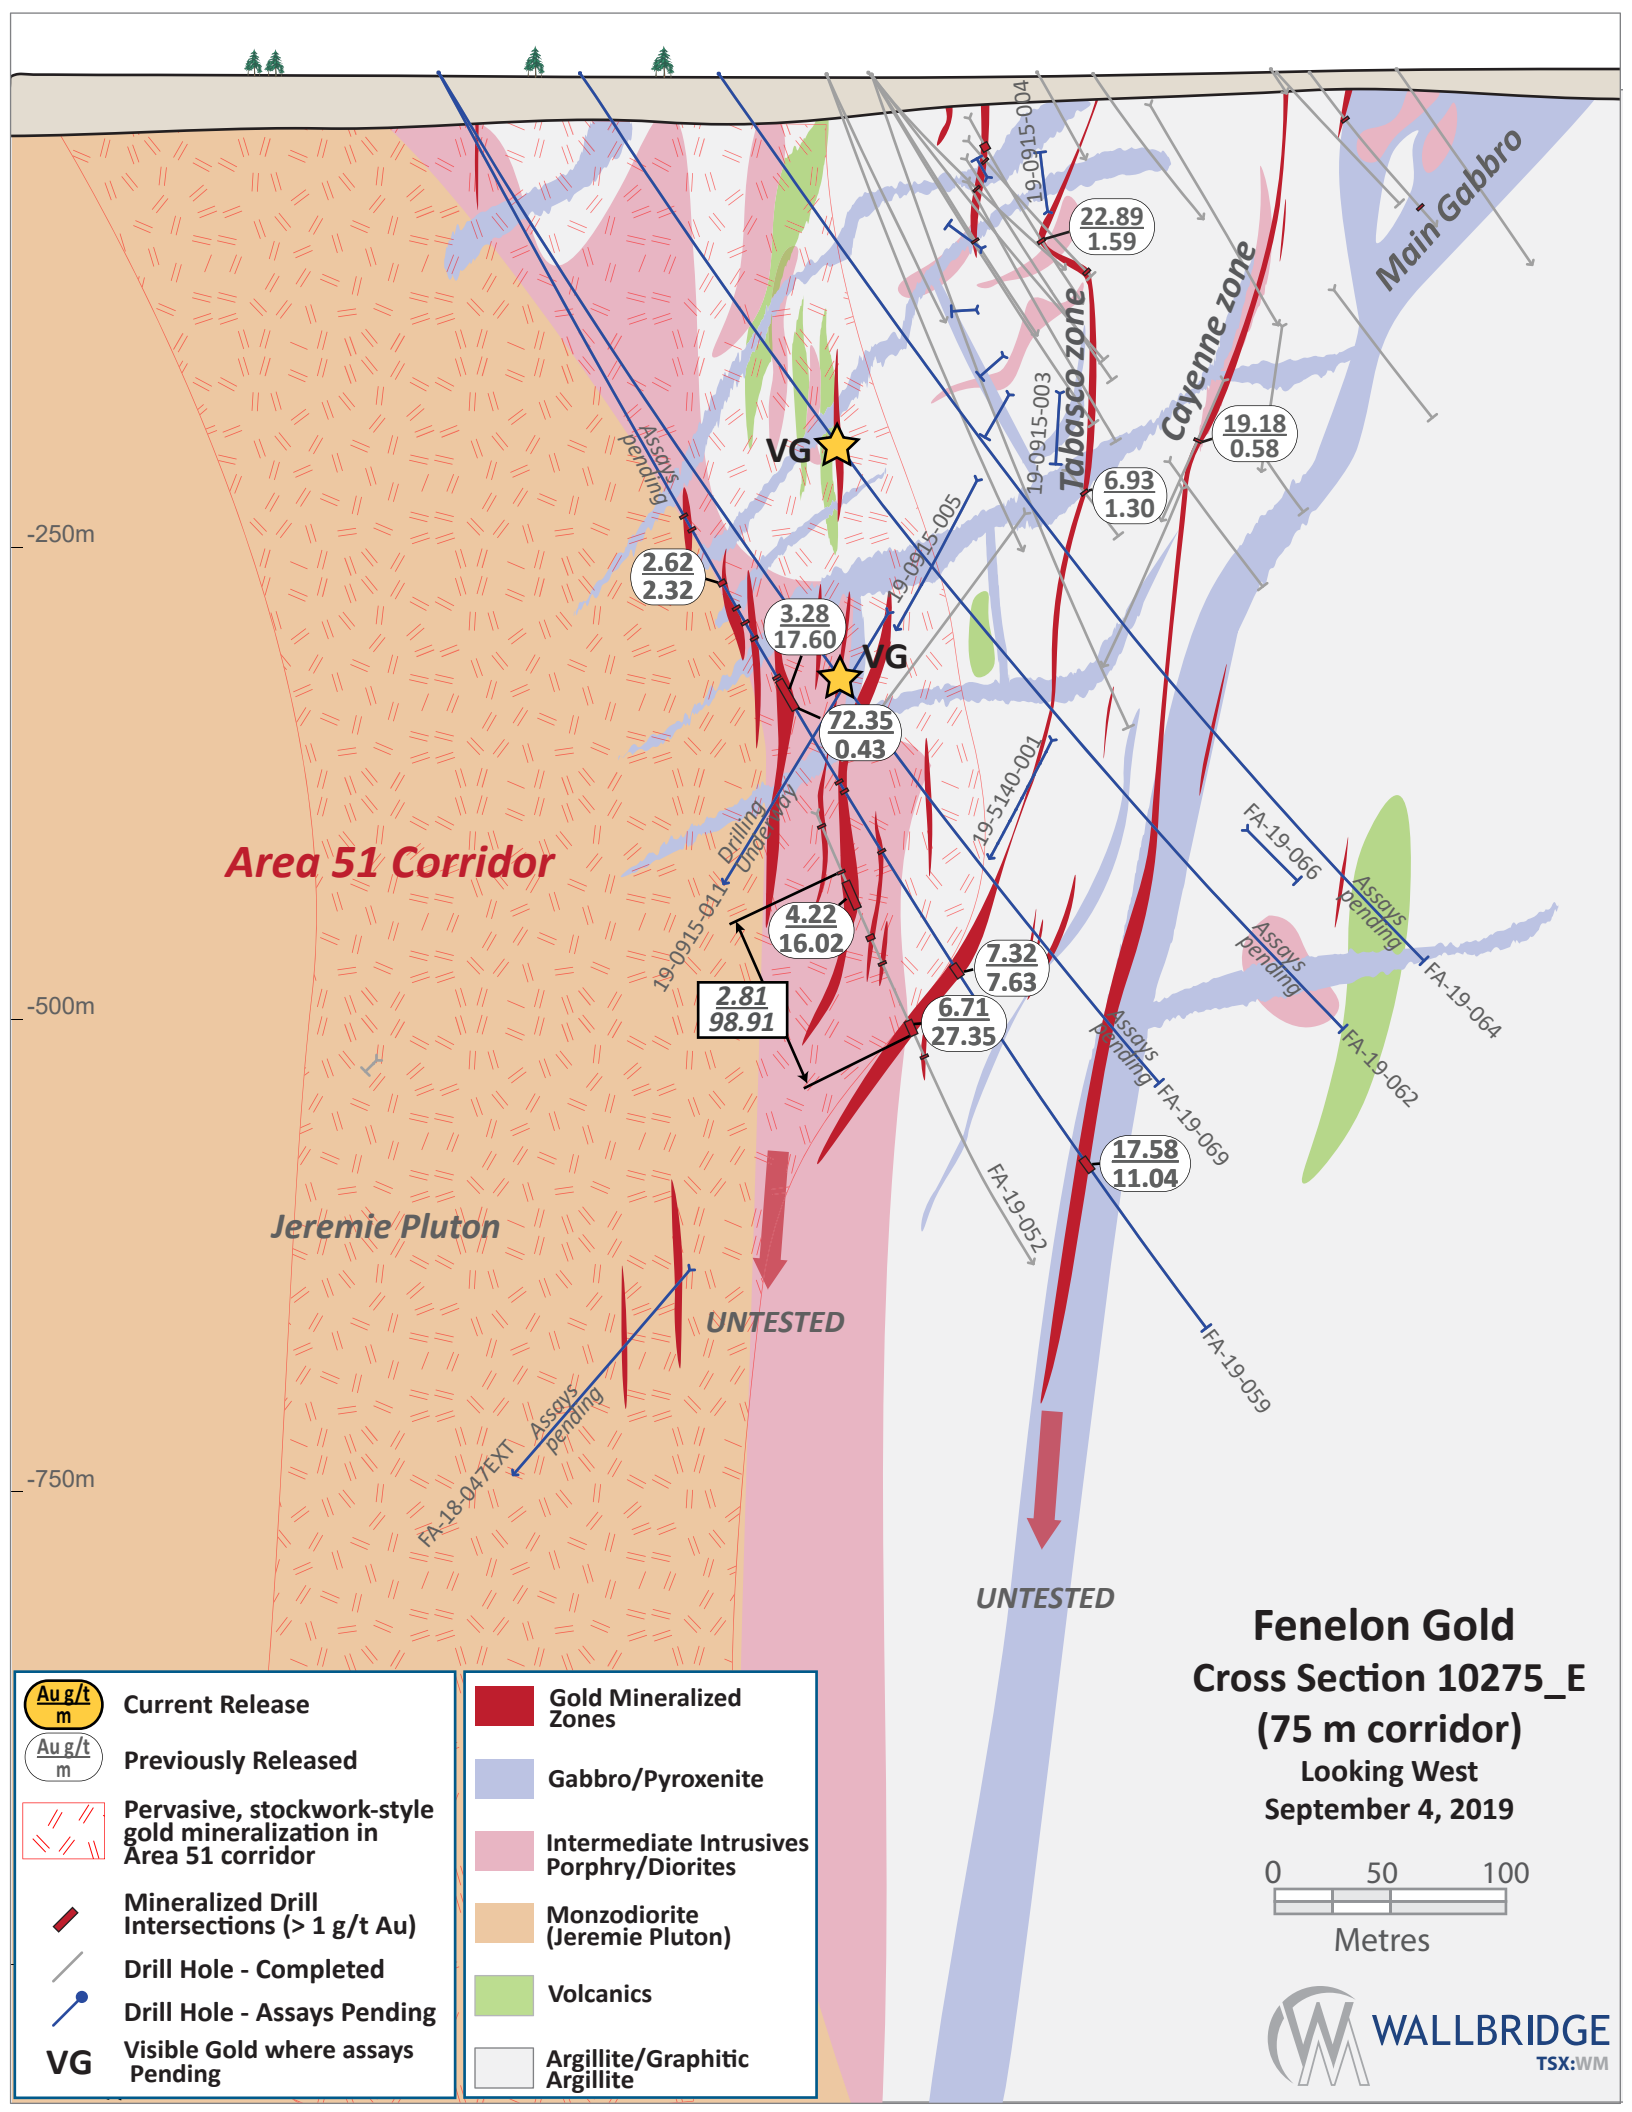 19-0915-004
22.89
1.59
Main Gabbro
Tabasco zone
Cayenne zone
19-0915-003
19.18
0.58
VG
6.93
1.30
Assays
pending
-250m
2.62
2.32
19-0915-005
3.28
17.60
VG
72.35
0.43
19-5140-001
Drilling
Underway
FA-19-066
Area 51 Corridor
19-0915-011
4.22
16.02
Assays
pending
Assays
pending
7.32
7.63
2.81
98.91
-500m
6.71
27.35
FA-19-064
FA-19-062
Assays
pending
FA-19-069
17.58
11.04
FA-19-052
Jeremie Pluton
UNTESTED
FA-19-059
Assays
pending
-750m
FA-18-047EXT
UNTESTED
Fenelon Gold
Cross Section 10275_E
(75 m corridor)
Looking West
September 4, 2019
0 50 100
Metres
WALLBRIDGE
TSX:WM
Au g/t
m
Current Release
Au g/t
m
Previously Released
Pervasive, stockwork-style
gold mineralization in
Area 51 corridor
Mineralized Drill
Intersections (> 1 g/t Au)
Drill Hole - Completed
Drill Hole - Assays Pending
VG
Visible Gold where assays
Pending
Gold Mineralized
Zones
Gabbro/Pyroxenite
Intermediate Intrusives
Porphry/Diorites
Monzodiorite
(Jeremie Pluton)
Volcanics
Argillite/Graphitic
Argillite